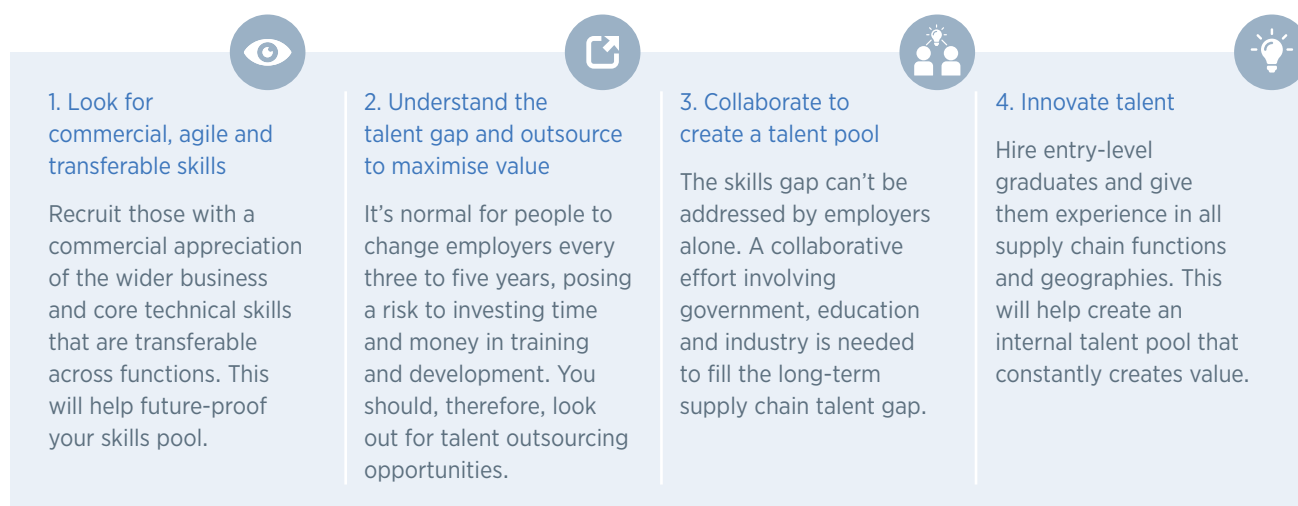 1. Look for
commercial, agile and
transferable skills
Recruit those with a
commercial appreciation
of the wider business
and core technical skills
that are transferable
across functions. This
will help future-proof
your skills pool.
2. Understand the
talent gap and outsource
to maximise value
It’s normal for people to
change employers every
three to five years, posing
a risk to investing time
and money in training
and development. You
should, therefore, look
out for talent outsourcing
opportunities.
3. Collaborate to
create a talent pool
The skills gap can’t be
addressed by employers
alone. A collaborative
effort involving
government, education
and industry is needed
to fill the long-term
supply chain talent gap.
4. Innovate talent
Hire entry-level
graduates and give
them experience in all
supply chain functions
and geographies. This
will help create an
internal talent pool that
constantly creates value.